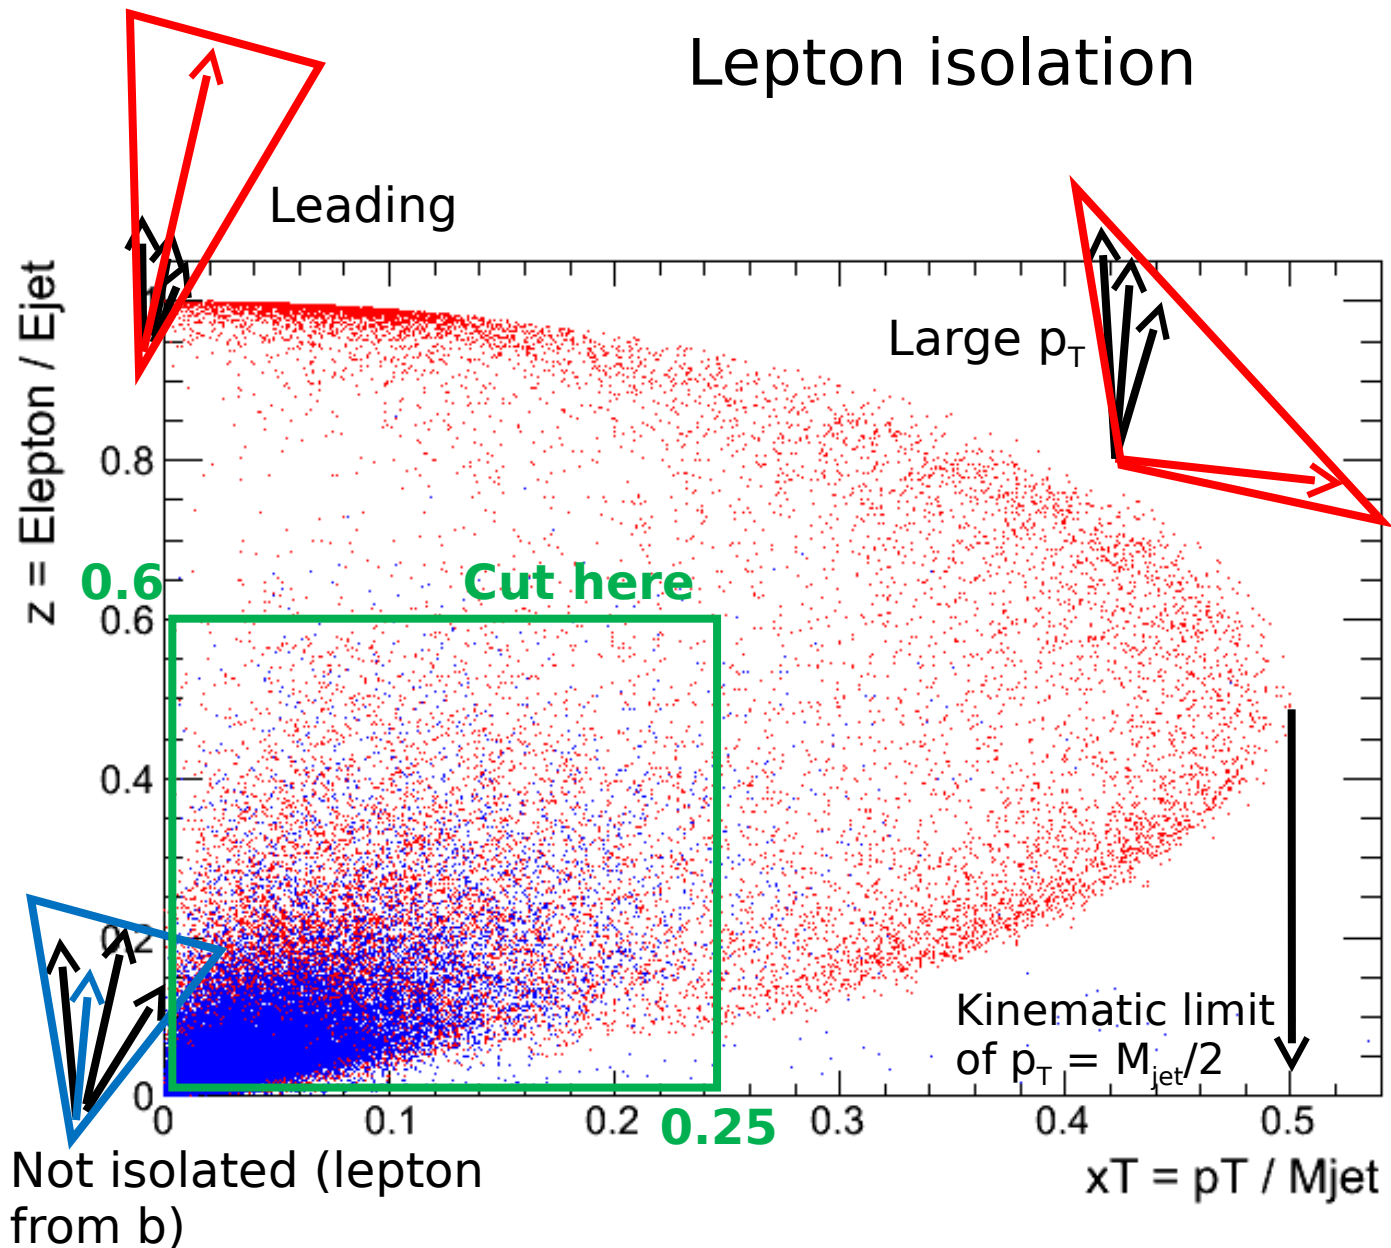 Lepton isolation
Leading
Large pT
z = Elepton / Ejet
1
0.8
0.6
Cut here
0.6
0.4
0.2
0
Kinematic limit
of pT = Mjet/2
0
0.1
0.2
0.25
0.3
0.4
0.5
xT = pT / Mjet
Not isolated (lepton
from b)